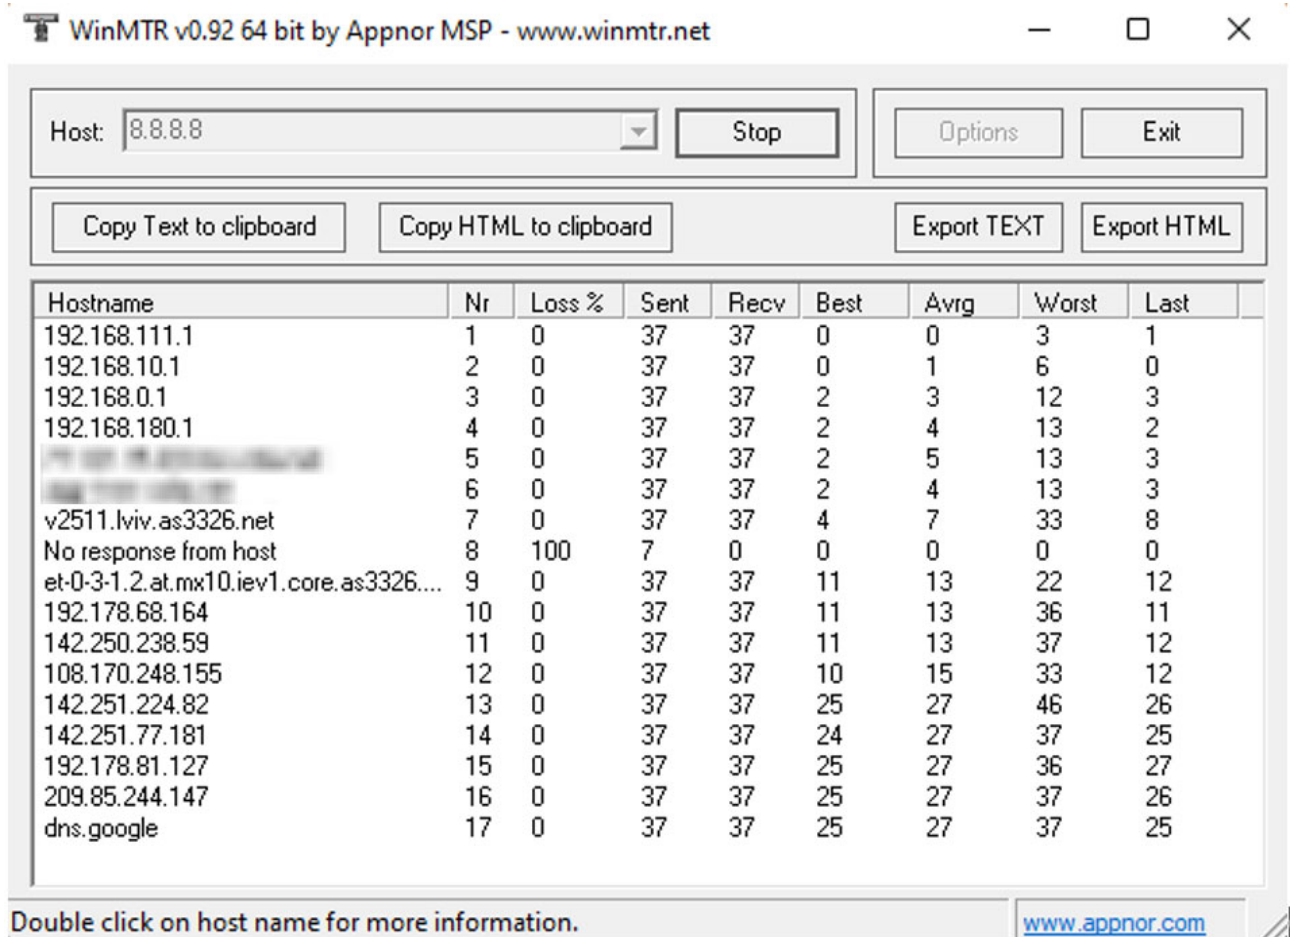 WinMTR v0.92 64 bit by Appnor MSP - www.winmtr.net
Host: 8.8.8.8 Stop Options Exit
Copy Text to clipboard Copy HTML to clipboard Export TEXT Export HTML
Hostname Nr Loss % Sent Recv Best Avrg Worst Last
192.168.111.1 1 0 37 37 0 0 3 1
192.168.10.1 2 0 37 37 0 1 6 0
192.168.0.1 3 0 37 37 2 3 12 3
192.168.180.1 4 0 37 37 2 4 13 2
5 0 37 37 2 5 13 3
6 0 37 37 2 4 13 3
v2511.lviv.as3326.net 7 0 37 37 4 7 33 8
No response from host 8 100 7 0 0 0 0 0
et-0-3-1.2.at.mx10.iev1.core.as3326.... 9 0 37 37 11 13 22 12
192.178.68.164 10 0 37 37 11 13 36 11
142.250.238.59 11 0 37 37 11 13 37 12
108.170.248.155 12 0 37 37 10 15 33 12
142.251.224.82 13 0 37 37 25 27 46 26
142.251.77.181 14 0 37 37 24 27 37 25
192.178.81.127 15 0 37 37 25 27 36 27
209.85.244.147 16 0 37 37 25 27 37 26
dns.google 17 0 37 37 25 27 37 25
Double click on host name for more information. www.appnor.com